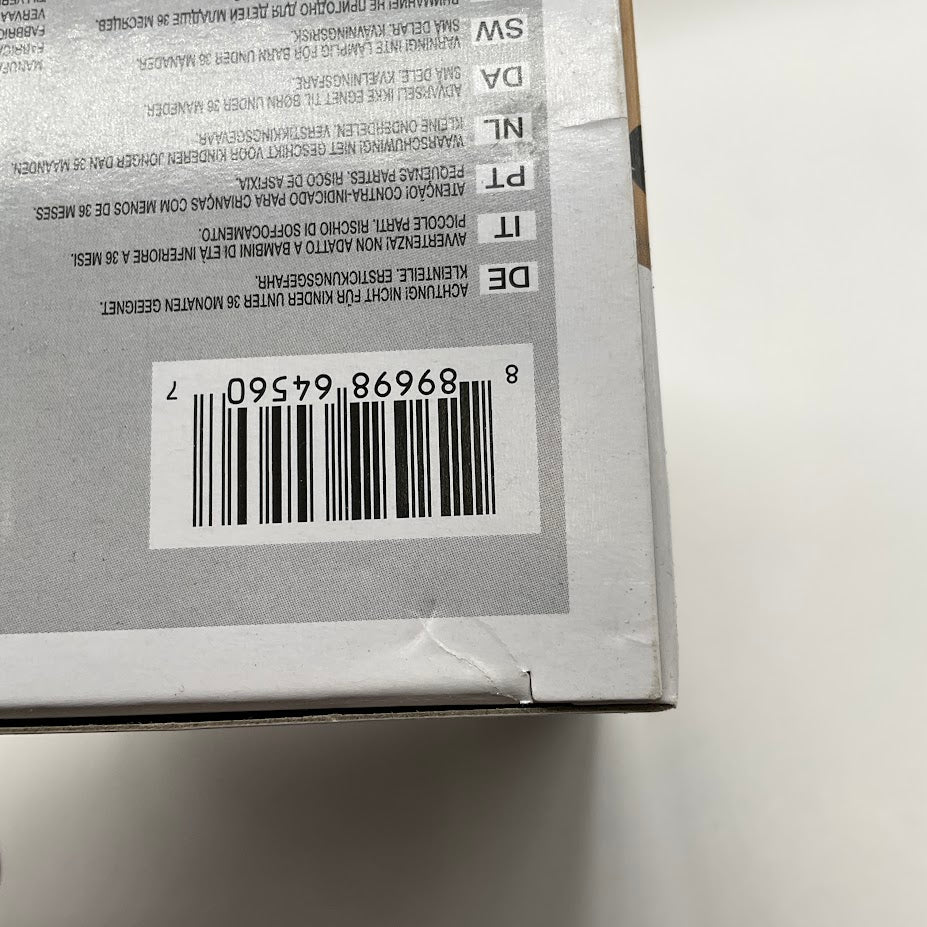 8 89698 64560 7
DE ACHTUNG! NICHT FÜR KINDER UNTER 36 MONATEN GEEIGNET.
KLEINTEILE. ERSTICKUNGSGEFAHR.
IT AVVERTENZA! NON ADATTO A BAMBINI DI ETÀ INFERIORE A 36 MESI.
PICCOLE PARTI. RISCHIO DI SOFFOCAMENTO.
PT ATENÇÃO! CONTRA-INDICADO PARA CRIANÇAS COM MENOS DE 36 MESES.
PEQUENAS PARTES. RISCO DE ASFIXIA.
NL WAARSCHUWING! NIET GESCHIKT VOOR KINDEREN JONGER DAN 36 MAANDEN.
KLEINE ONDERDELEN. VERSTIKKINGSGEVAAR.
DA ADVARSEL! IKKE EGNET TIL BØRN UNDER 36 MÅNEDER.
SMÅ DELE. KVÆLNINGSFARE.
SW VARNING! INTE LÄMPLIG FÖR BARN UNDER 36 MÅNADER.
SMÅ DELAR. KVÄVNINGSRISK.
ВНИМАНИЕ! НЕ ПРИГОДНО ДЛЯ ДЕТЕЙ МЛАДШЕ 36 МЕСЯЦЕВ.